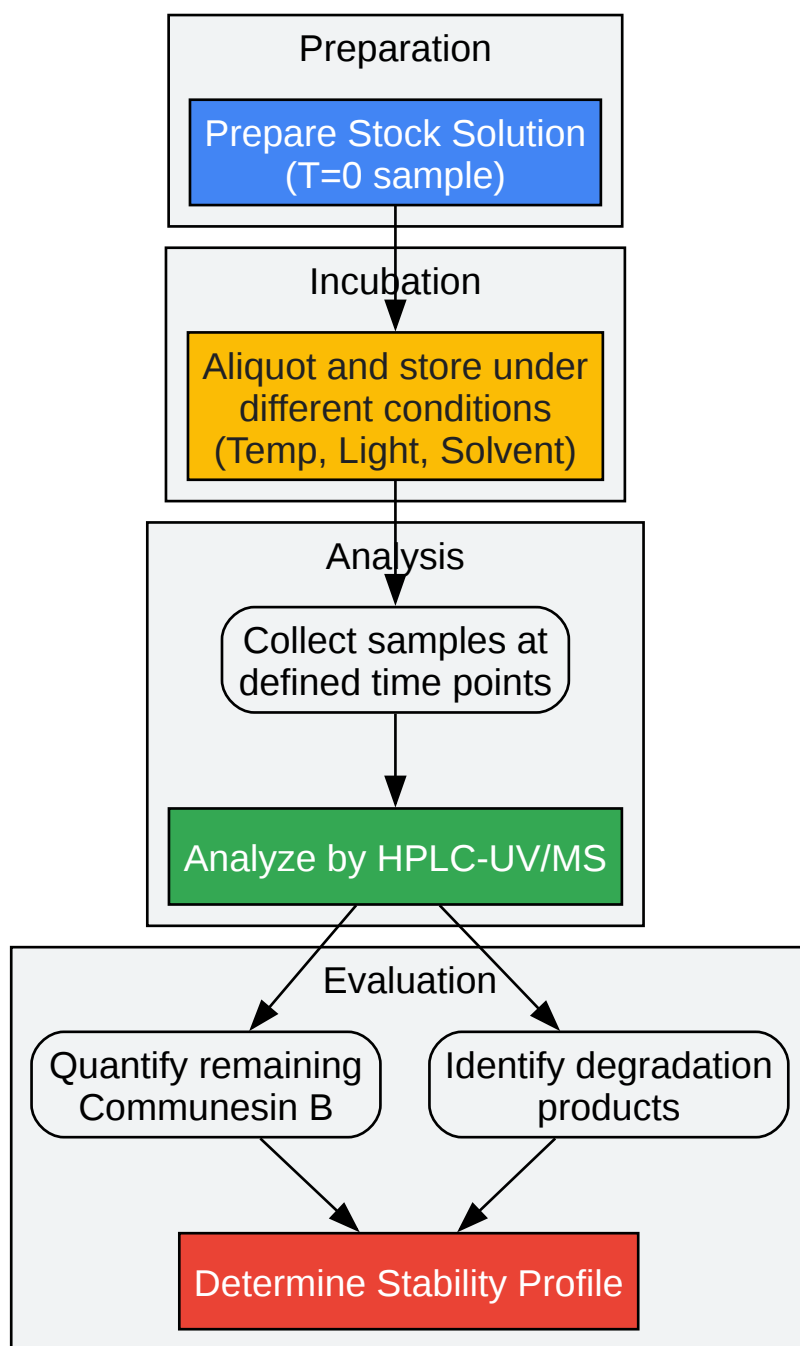 Preparation
Prepare Stock Solution
(T=0 sample)
Incubation
Aliquot and store under
different conditions
(Temp, Light, Solvent)
Analysis
Collect samples at
defined time points
Analyze by HPLC-UV/MS
Evaluation
Quantify remaining
Communesin B
Identify degradation
products
Determine Stability Profile